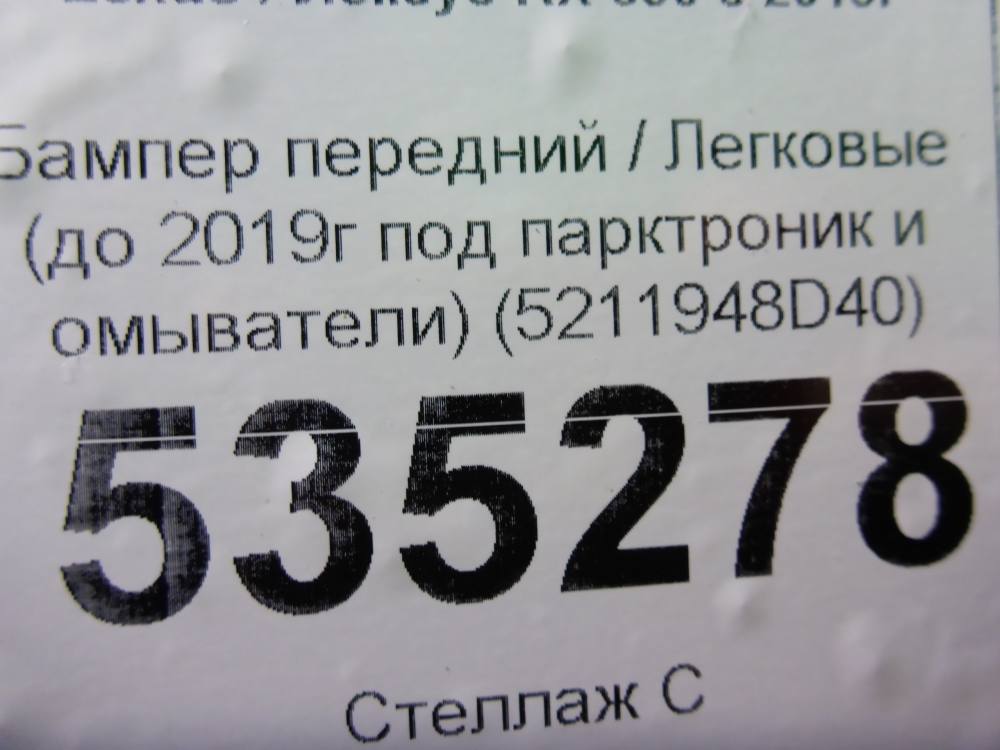 Бампер передний / Легковые
(до 2019г под парктроник и
омыватели) (5211948D40)
535278
Стеллаж С